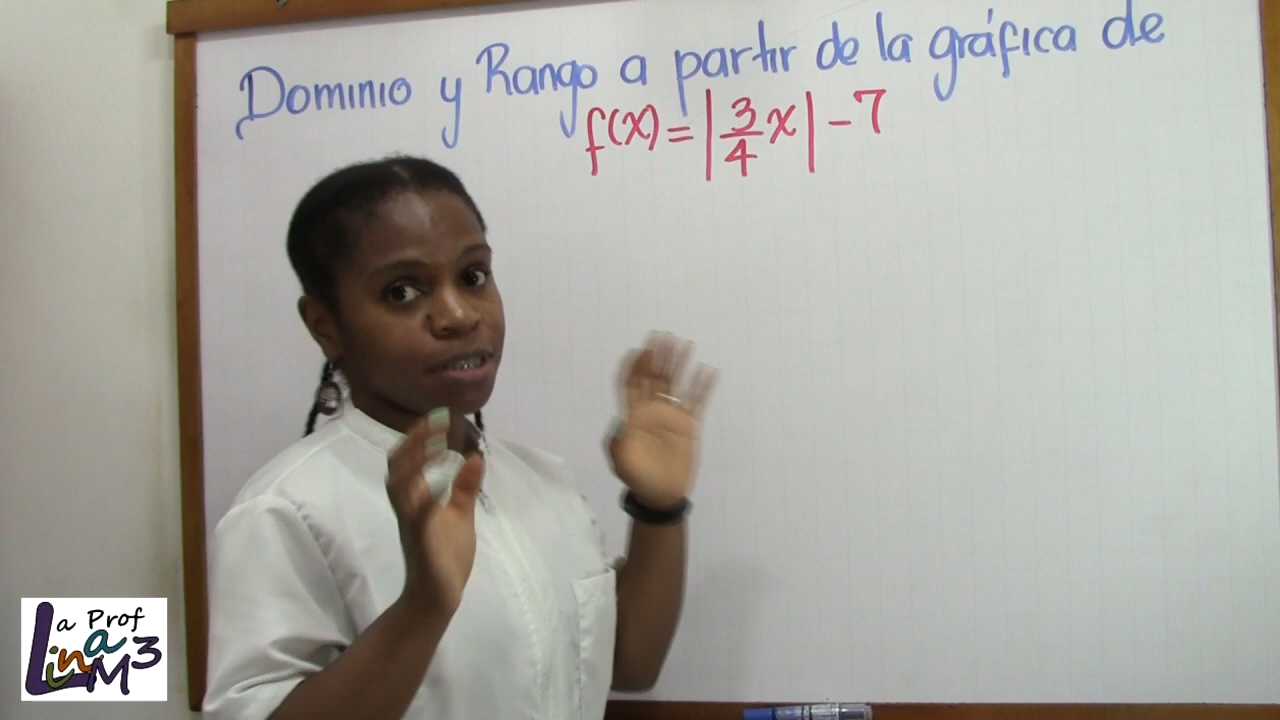 Dominio y Rango a partir de la gráfica de
f(x) = |3/4 x| - 7
La Prof
Lina M3